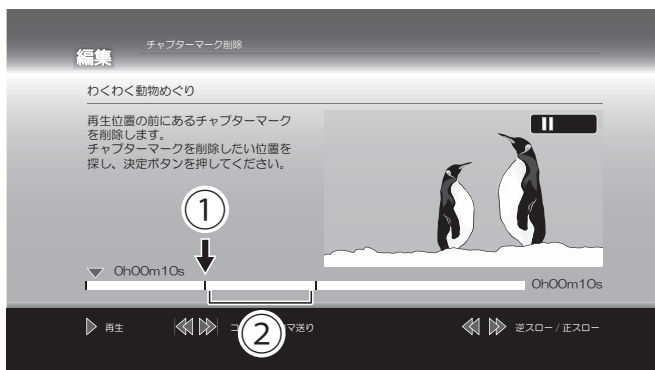 チャプターマーク削除
編集
わくわく動物めぐり
再生位置の前にあるチャプターマーク
を削除します。
チャプターマークを削除したい位置を
探し、決定ボタンを押してください。
1
0h00m10s
0h00m10s
再生
2
マ送り
逆スロー / 正スロー